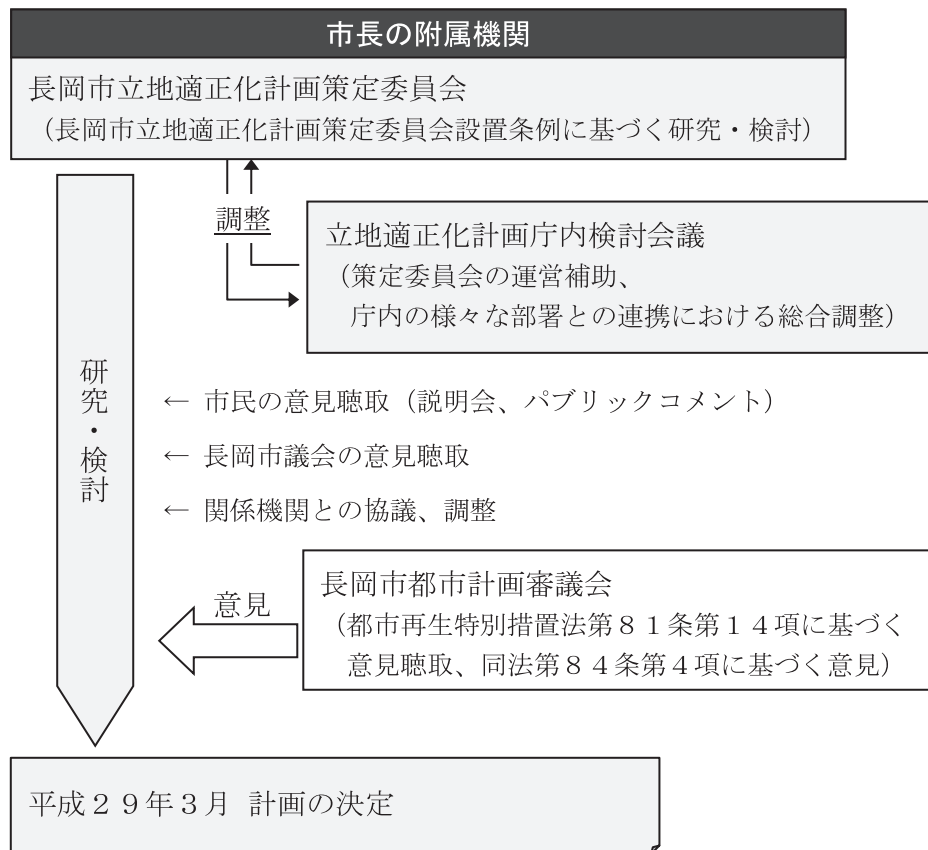 市長の附属機関
長岡市立地適正化計画策定委員会
（長岡市立地適正化計画策定委員会設置条例に基づく研究・検討）
調整
立地適正化計画庁内検討会議
（策定委員会の運営補助、
庁内の様々な部署との連携における総合調整）
研究・検討
← 市民の意見聴取（説明会、パブリックコメント）
← 長岡市議会の意見聴取
← 関係機関との協議、調整
意見
長岡市都市計画審議会
（都市再生特別措置法第８１条第１４項に基づく
意見聴取、同法第８４条第４項に基づく意見）
平成２９年３月 計画の決定